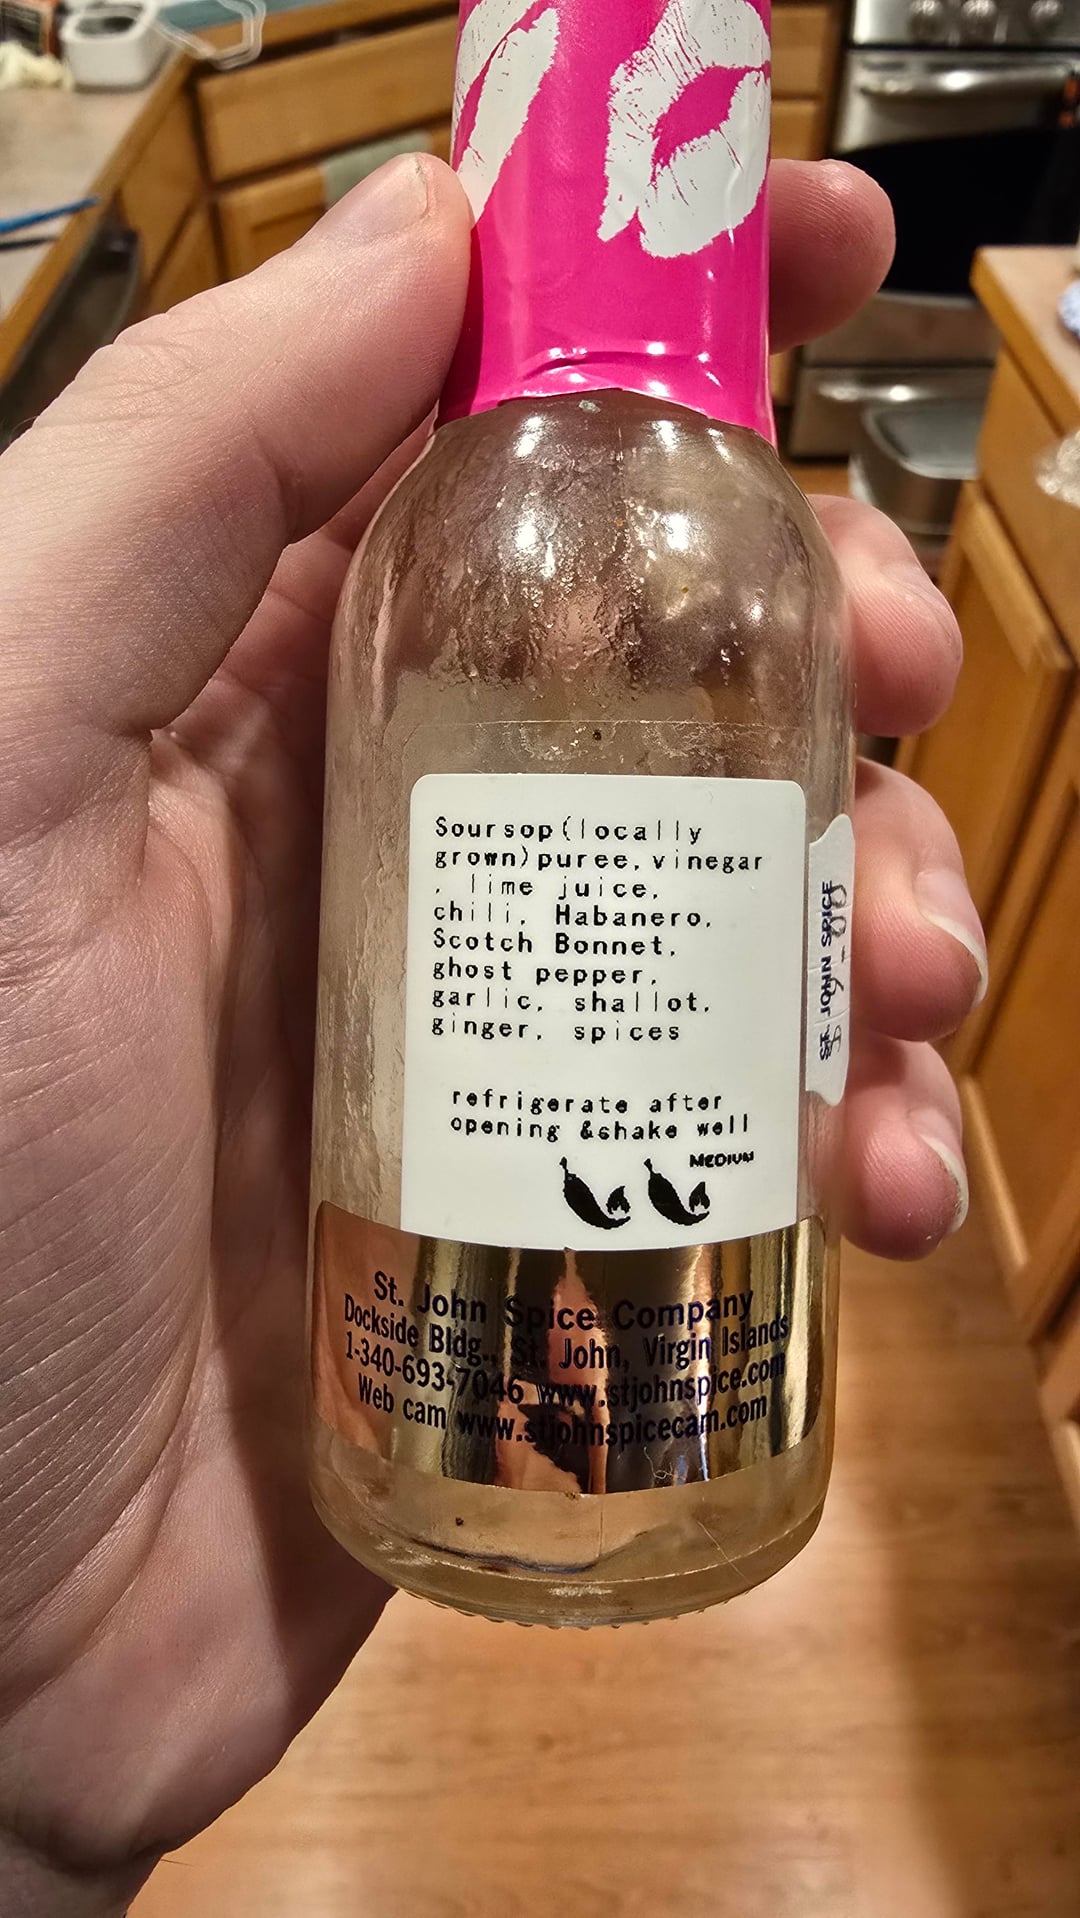 Soursop(locally
grown)puree,vinegar
, lime juice,
chili, Habanero,
Scotch Bonnet,
ghost pepper,
garlic, shallot,
ginger, spices
refrigerate after
opening &shake well
MEDIUM
St. John Spice Company
Dockside Bldg., St. John, Virgin Islands
1-340-693-7046 www.stjohnspice.com
Web cam www.stjohnspicecam.com
ST. JOHN SPICE